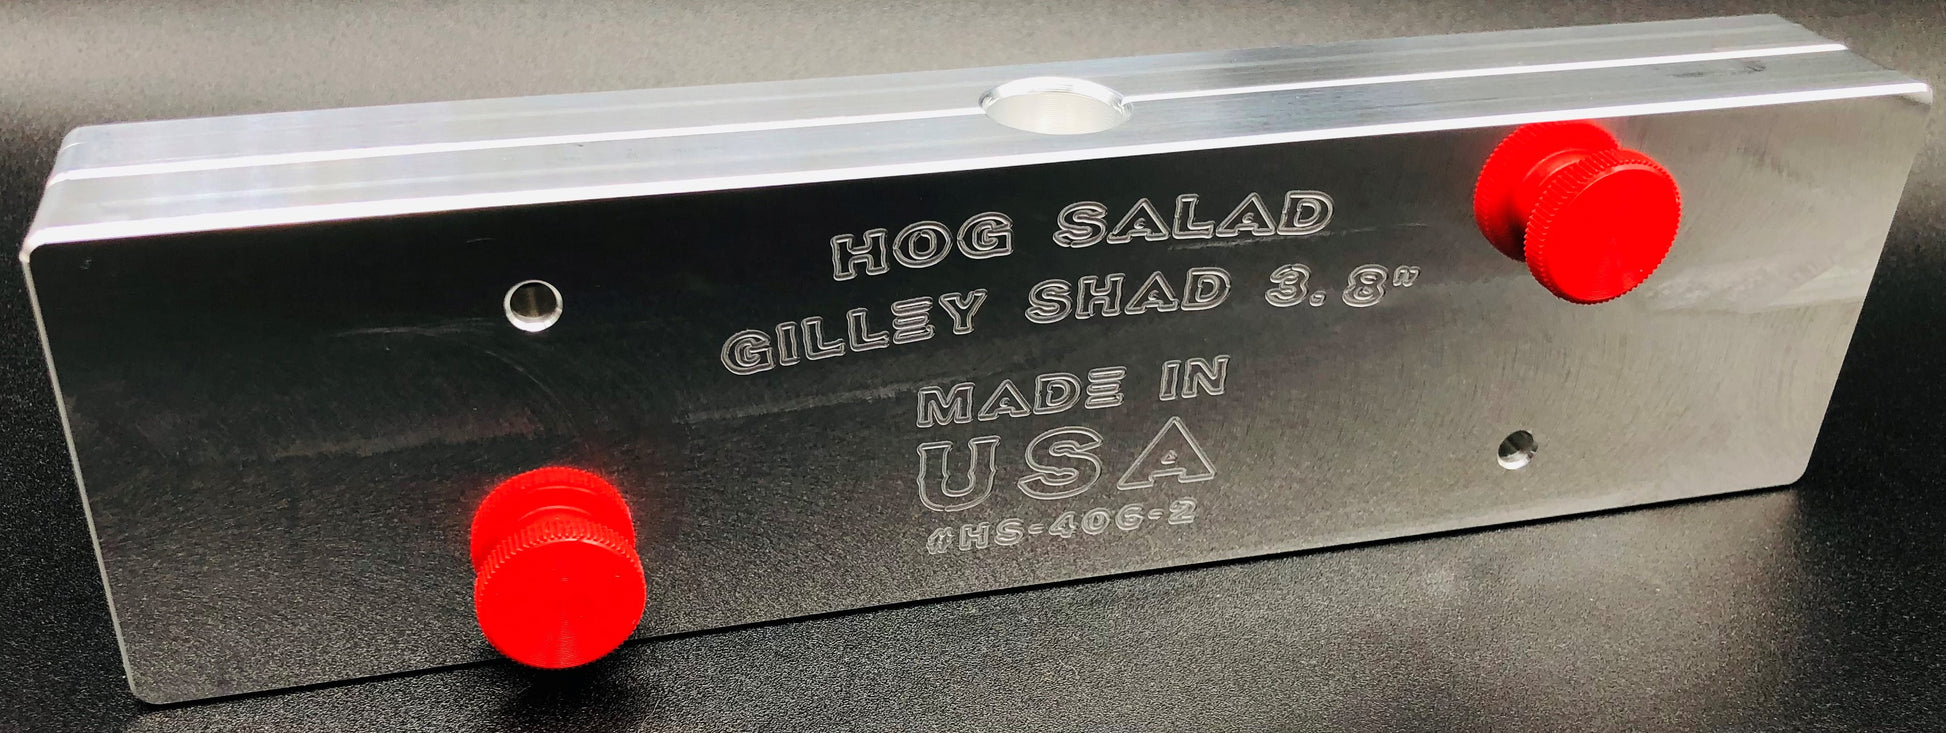 HOG SALAD
GILLEY SHAD 3.8"
MADE IN
USA
#HS-406-2